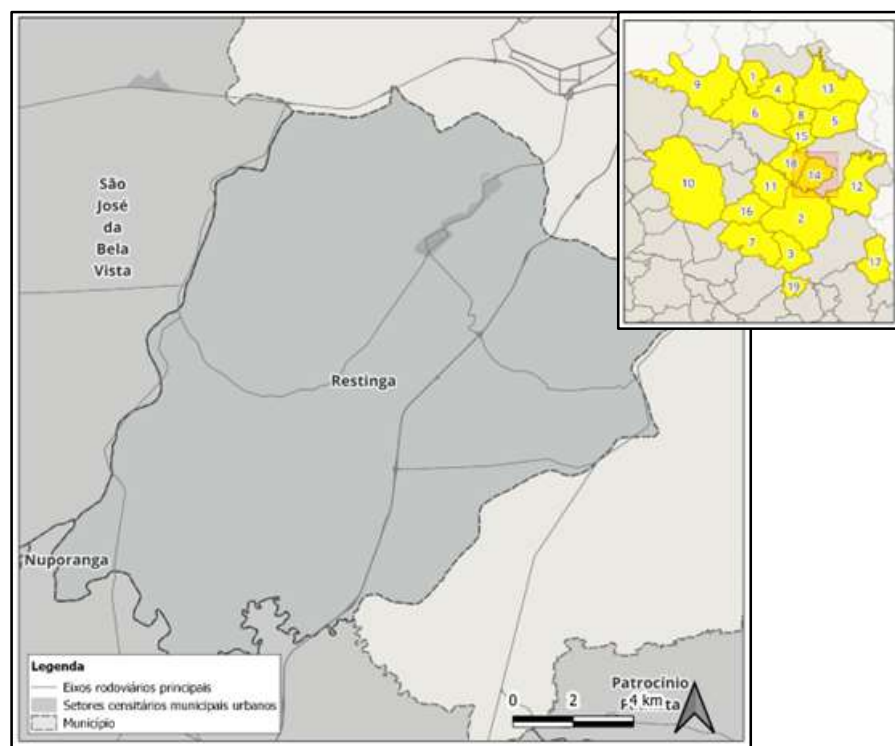 São
José
da
Bela
Vista
Restinga
Nuporanga
Legenda
Eixos rodoviários principais
Setores censitários municipais urbanos
Município
0 2 4 km
Patrocínio
1
4
13
9
6
8
5
15
18
14
10
11
12
16
2
7
3
17
19